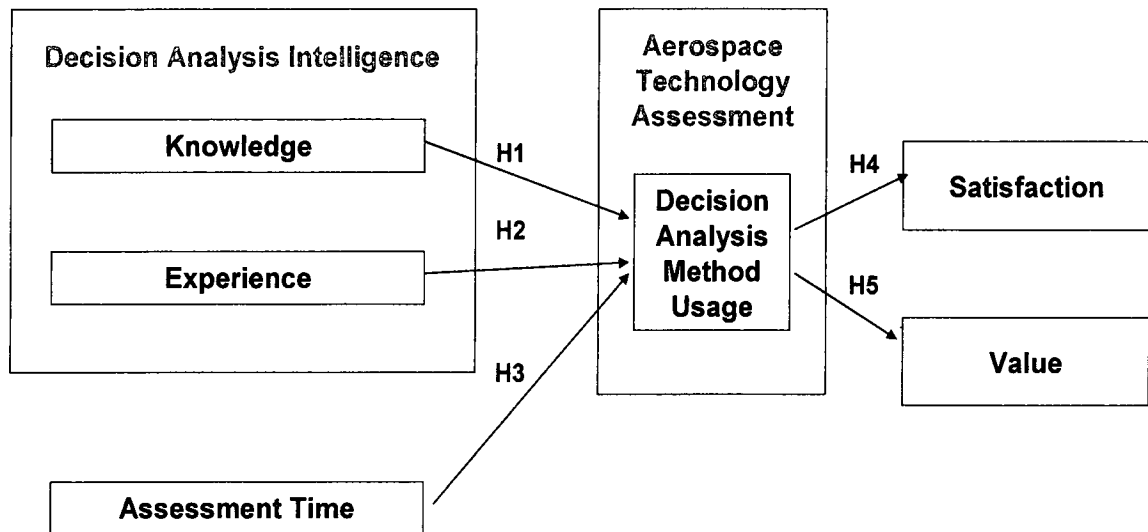 Decision Analysis Intelligence
Knowledge
Experience
Assessment Time
H1
H2
H3
Aerospace
Technology
Assessment
Decision
Analysis
Method
Usage
H4
H5
Satisfaction
Value